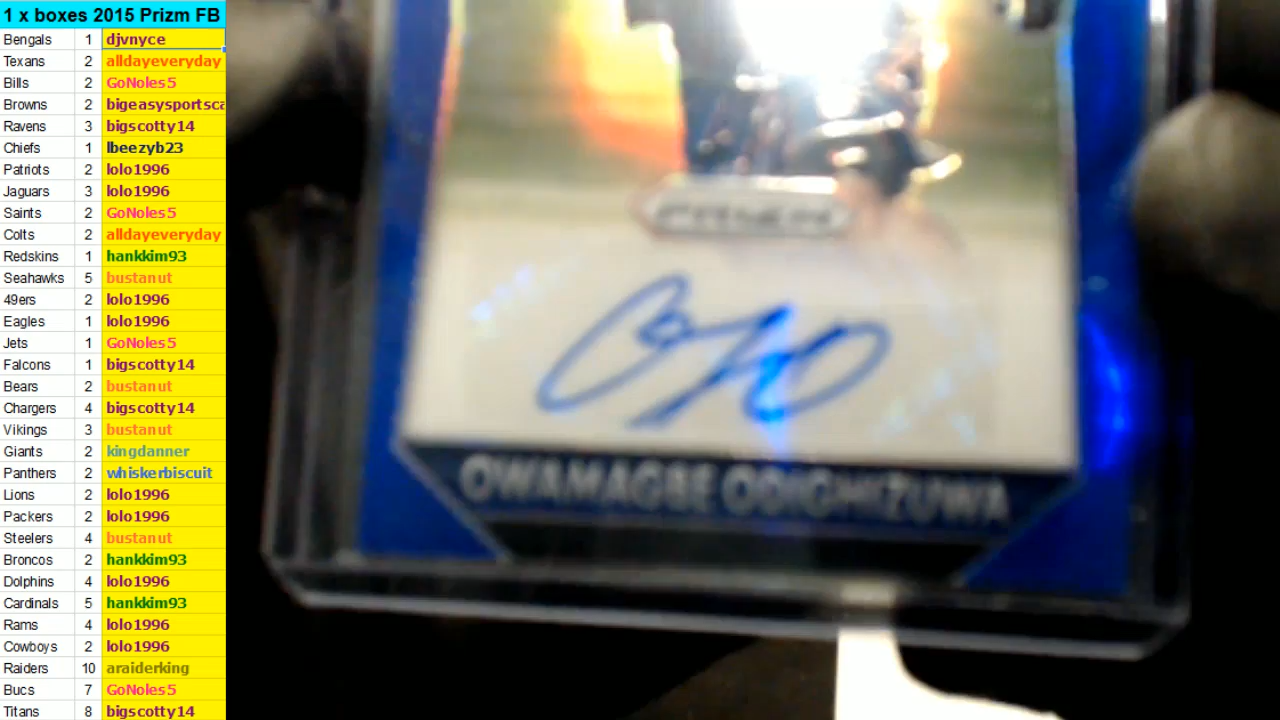 1 x boxes 2015 Prizm FB
Bengals 1 djvnyce
Texans 2 alldayeveryday
Bills 2 GoNoles5
Browns 2 bigeasysportsca
Ravens 3 bigscotty14
Chiefs 1 lbeezyb23
Patriots 2 lolo1996
Jaguars 3 lolo1996
Saints 2 GoNoles5
Colts 2 alldayeveryday
Redskins 1 hankkim93
Seahawks 5 bustanut
49ers 2 lolo1996
Eagles 1 lolo1996
Jets 1 GoNoles5
Falcons 1 bigscotty14
Bears 2 bustanut
Chargers 4 bigscotty14
Vikings 3 bustanut
Giants 2 kingdanner
Panthers 2 whiskerbiscuit
Lions 2 lolo1996
Packers 2 lolo1996
Steelers 4 bustanut
Broncos 2 hankkim93
Dolphins 4 lolo1996
Cardinals 5 hankkim93
Rams 4 lolo1996
Cowboys 2 lolo1996
Raiders 10 araiderking
Bucs 7 GoNoles5
Titans 8 bigscotty14
PRIZM
OWAMAGBE ODIGHIZUWA